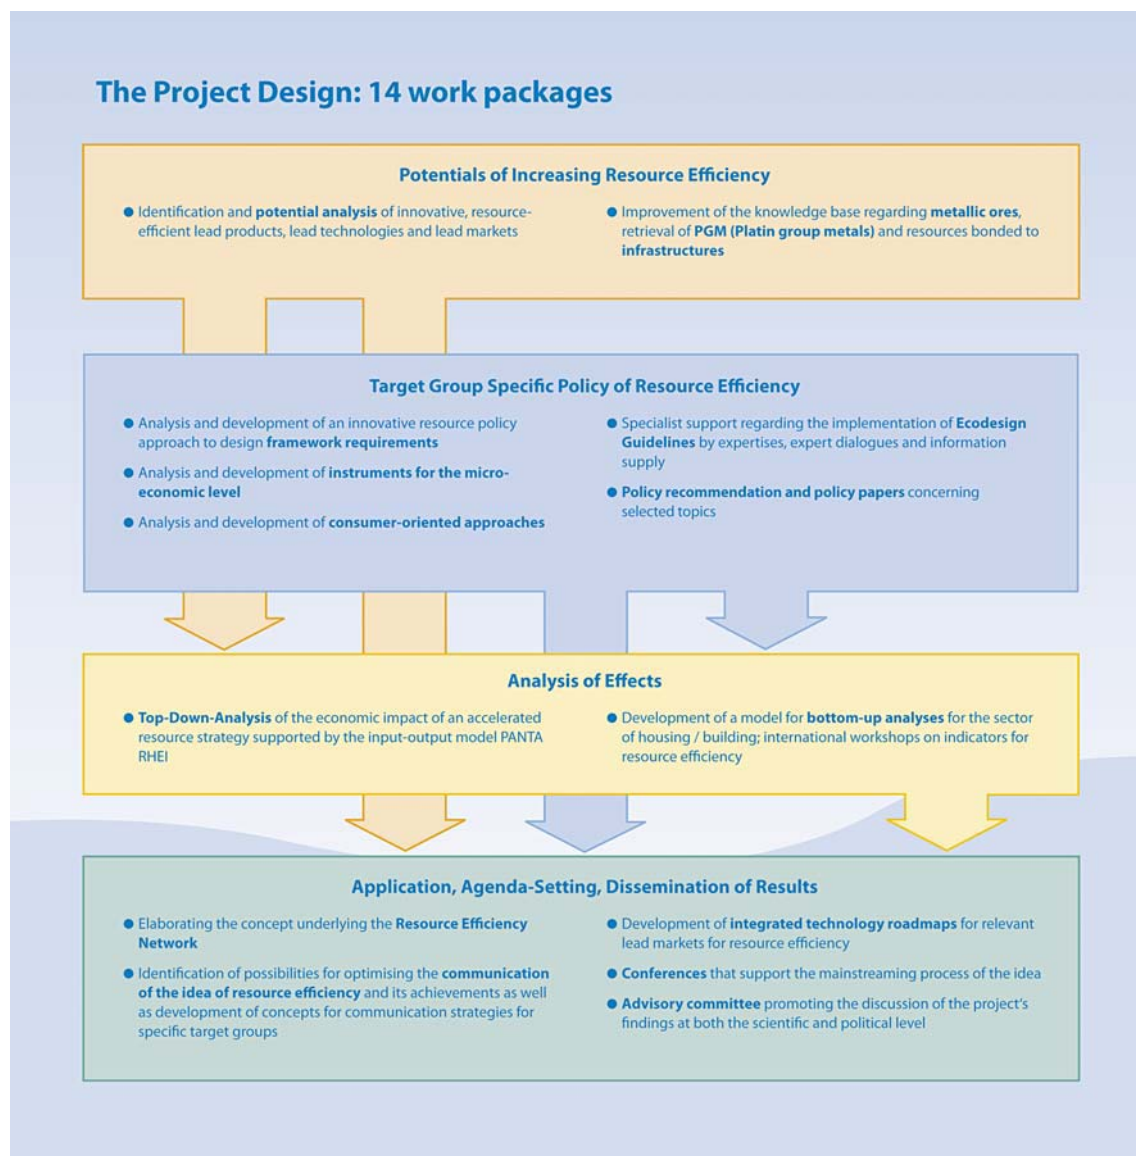 The Project Design: 14 work packages
Potentials of Increasing Resource Efficiency
● Identification and potential analysis of innovative, resource-
efficient lead products, lead technologies and lead markets
● Improvement of the knowledge base regarding metallic ores,
retrieval of PGM (Platin group metals) and resources bonded to
infrastructures
Target Group Specific Policy of Resource Efficiency
● Analysis and development of an innovative resource policy
approach to design framework requirements
● Analysis and development of instruments for the micro-
economic level
● Analysis and development of consumer-oriented approaches
● Specialist support regarding the implementation of Ecodesign
Guidelines by expertises, expert dialogues and information
supply
● Policy recommendation and policy papers concerning
selected topics
Analysis of Effects
● Top-Down-Analysis of the economic impact of an accelerated
resource strategy supported by the input-output model PANTA
RHEI
● Development of a model for bottom-up analyses for the sector
of housing / building; international workshops on indicators for
resource efficiency
Application, Agenda-Setting, Dissemination of Results
● Elaborating the concept underlying the Resource Efficiency
Network
● Identification of possibilities for optimising the communication
of the idea of resource efficiency and its achievements as well
as development of concepts for communication strategies for
specific target groups
● Development of integrated technology roadmaps for relevant
lead markets for resource efficiency
● Conferences that support the mainstreaming process of the idea
● Advisory committee promoting the discussion of the project's
findings at both the scientific and political level